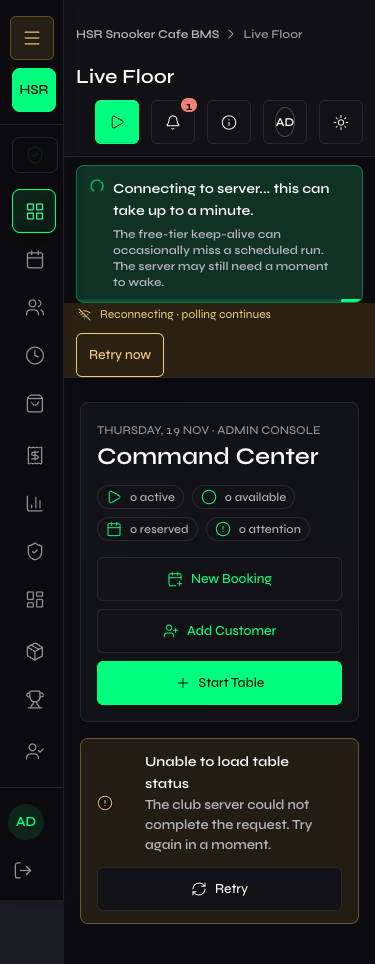 HSR
AD
HSR Snooker Cafe BMS > Live Floor
Live Floor
1
AD
Connecting to server... this can
take up to a minute.
The free-tier keep-alive can
occasionally miss a scheduled run.
The server may still need a moment
to wake.
Reconnecting · polling continues
Retry now
THURSDAY, 19 NOV · ADMIN CONSOLE
Command Center
0 active
0 available
0 reserved
0 attention
New Booking
Add Customer
Start Table
Unable to load table
status
The club server could not
complete the request. Try
again in a moment.
Retry